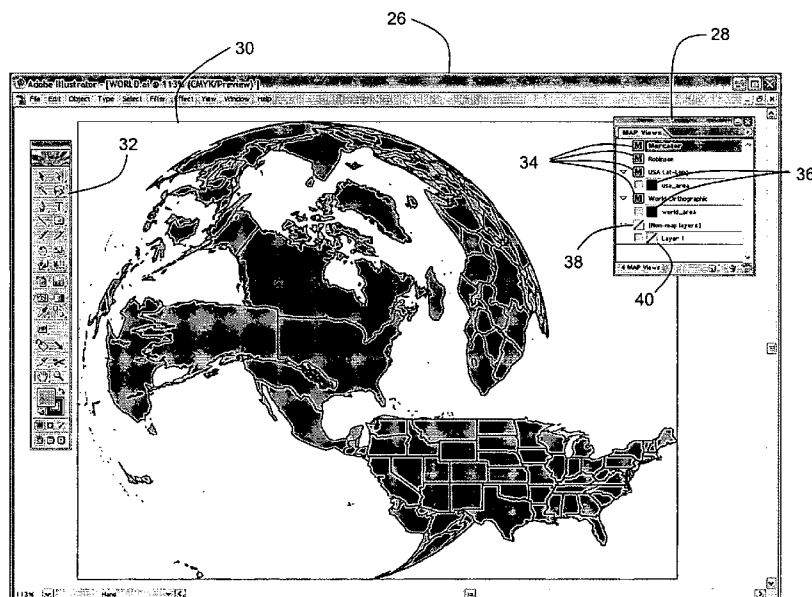 26
30
28
Adobe Illustrator - [WORLD.ai @ 113% (CMYK/Preview)]
File Edit Object Type Select Filter Effect View Window Help
32
MAP Views
Mercator
34
Robinson
USA Lat-Long
36
usa_area
World Orthographic
world_area
38
[Non-map layers]
Layer 1
40
4 MAP Views
113%
Hand